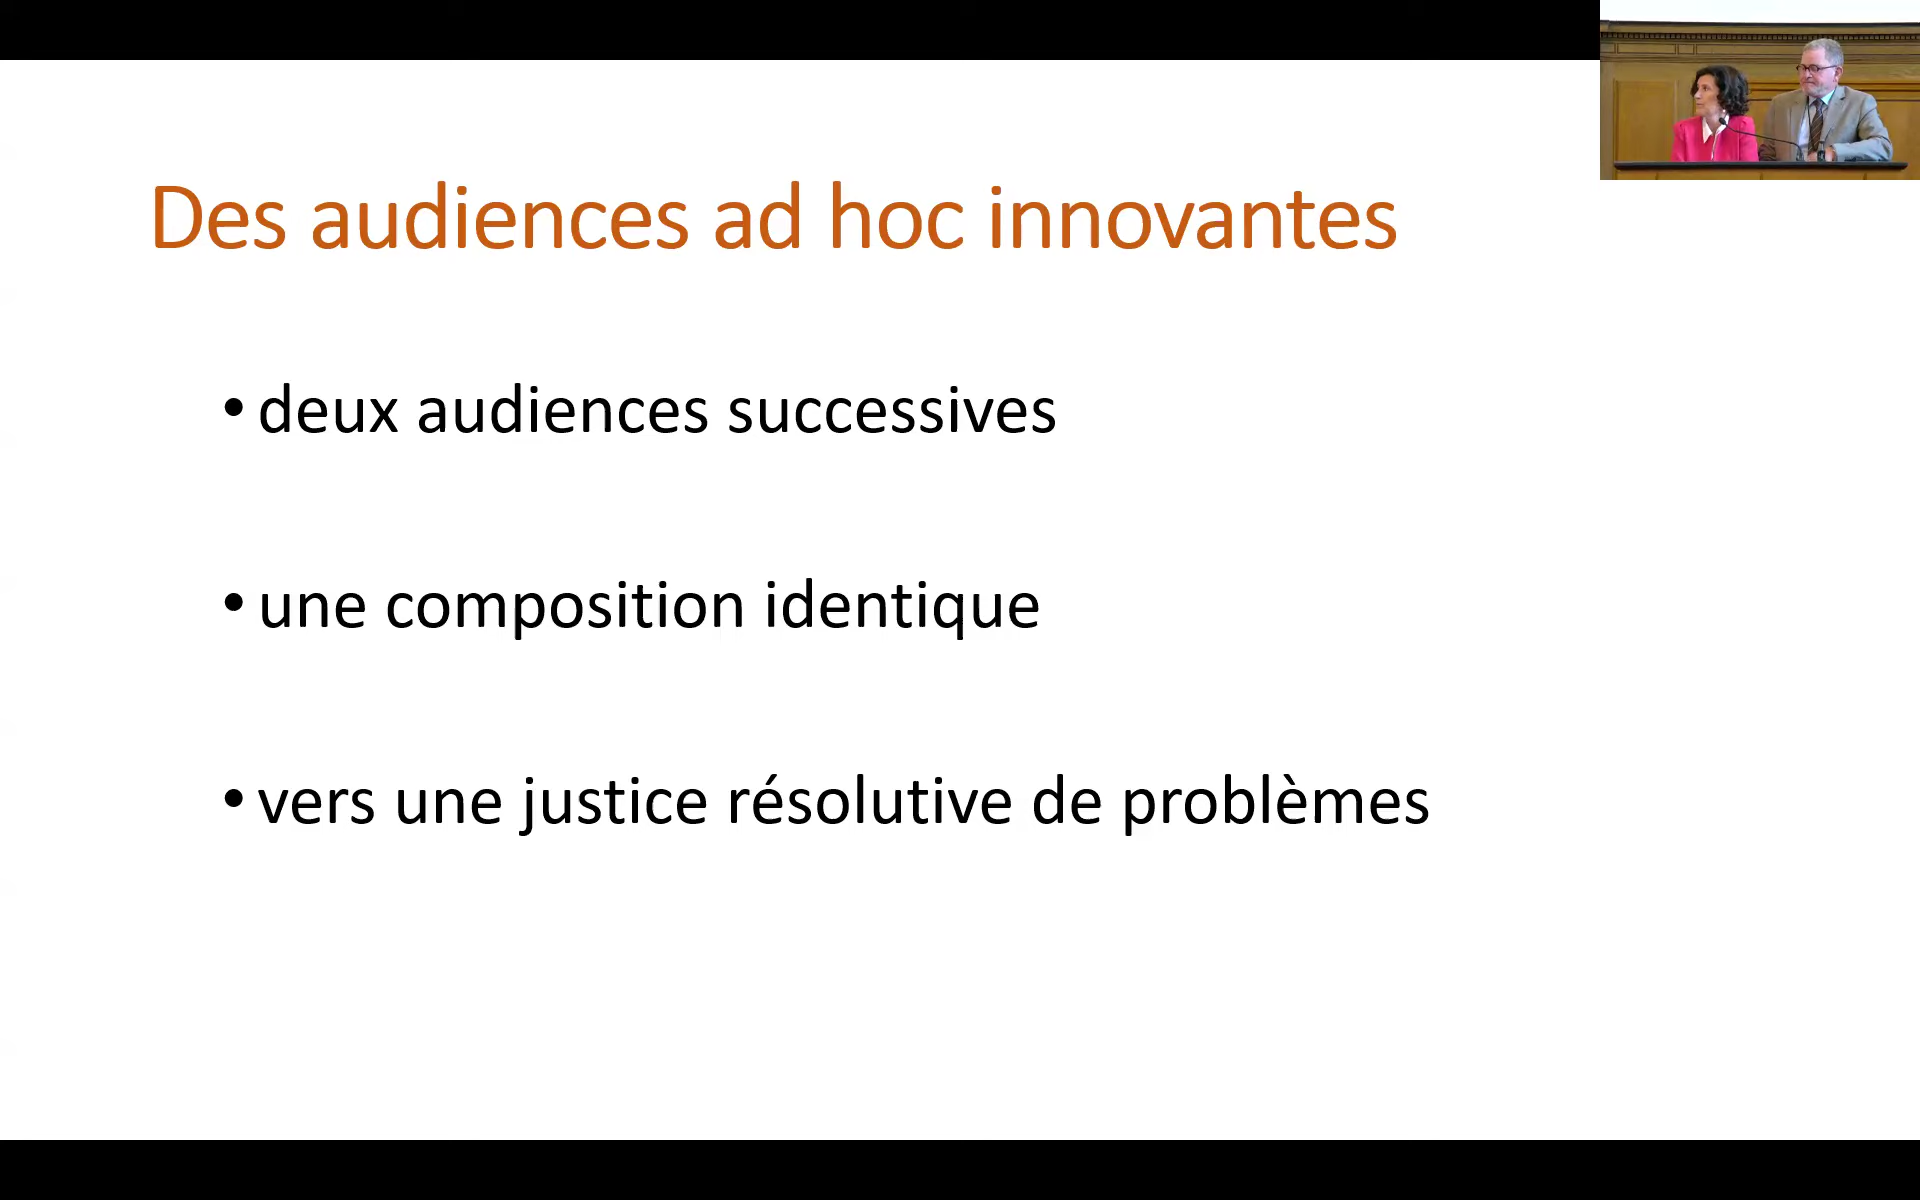 Des audiences ad hoc innovantes
• deux audiences successives
• une composition identique
• vers une justice résolutive de problèmes